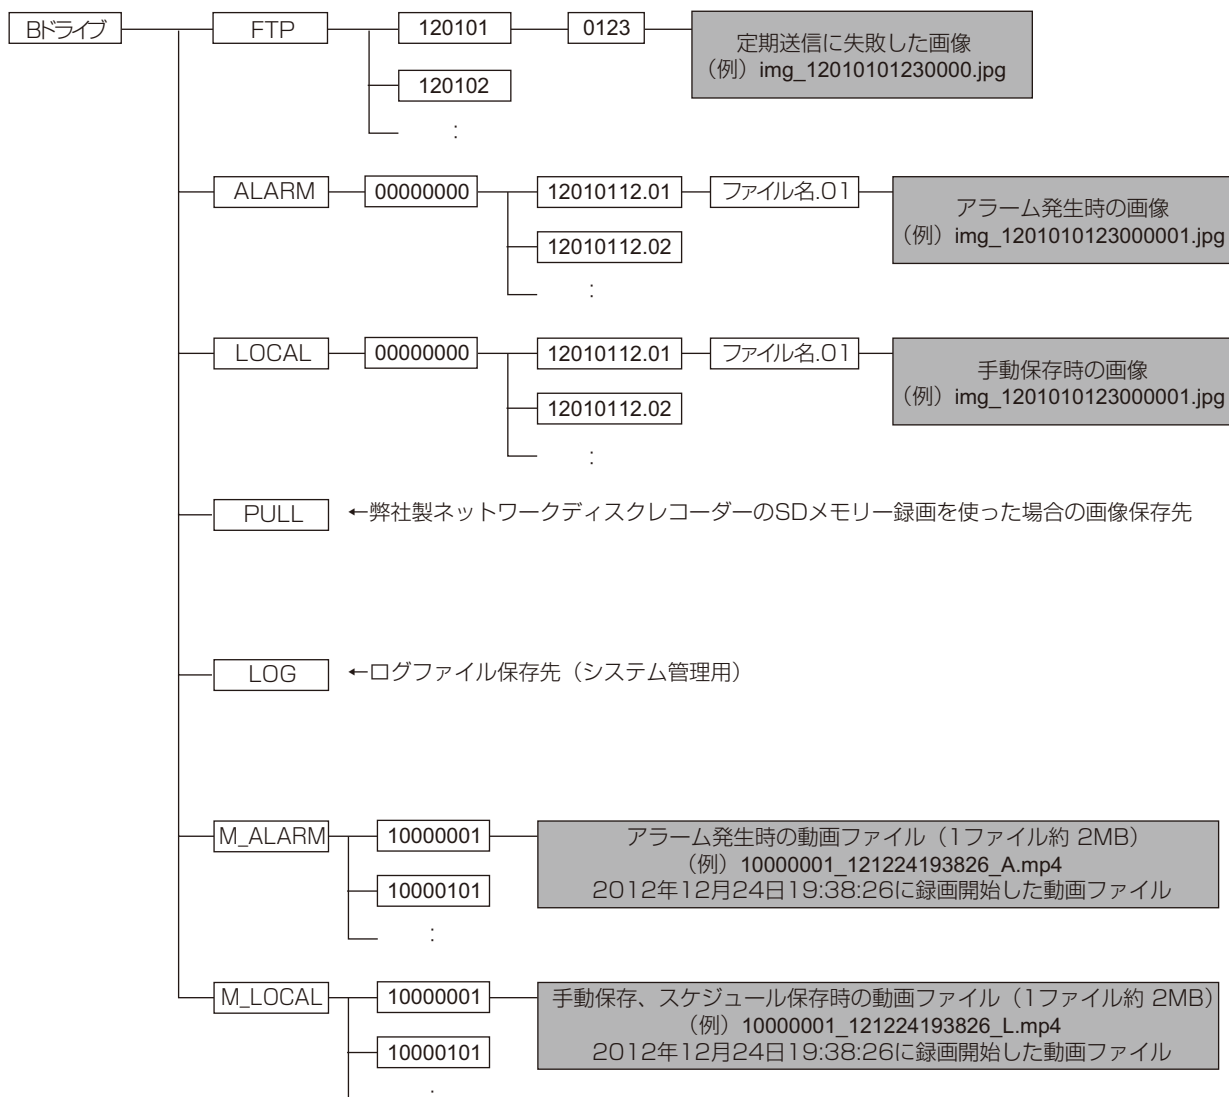 Bドライブ
FTP
120101
0123
定期送信に失敗した画像
（例）img_12010101230000.jpg
120102
:
ALARM
00000000
12010112.01
ファイル名.01
アラーム発生時の画像
（例）img_1201010123000001.jpg
12010112.02
:
LOCAL
00000000
12010112.01
ファイル名.01
手動保存時の画像
（例）img_1201010123000001.jpg
12010112.02
:
PULL
←弊社製ネットワークディスクレコーダーのSDメモリー録画を使った場合の画像保存先
LOG
←ログファイル保存先（システム管理用）
M_ALARM
10000001
アラーム発生時の動画ファイル（1ファイル約 2MB）
（例）10000001_121224193826_A.mp4
2012年12月24日19:38:26に録画開始した動画ファイル
10000101
:
M_LOCAL
10000001
手動保存、スケジュール保存時の動画ファイル（1ファイル約 2MB）
（例）10000001_121224193826_L.mp4
2012年12月24日19:38:26に録画開始した動画ファイル
10000101
: